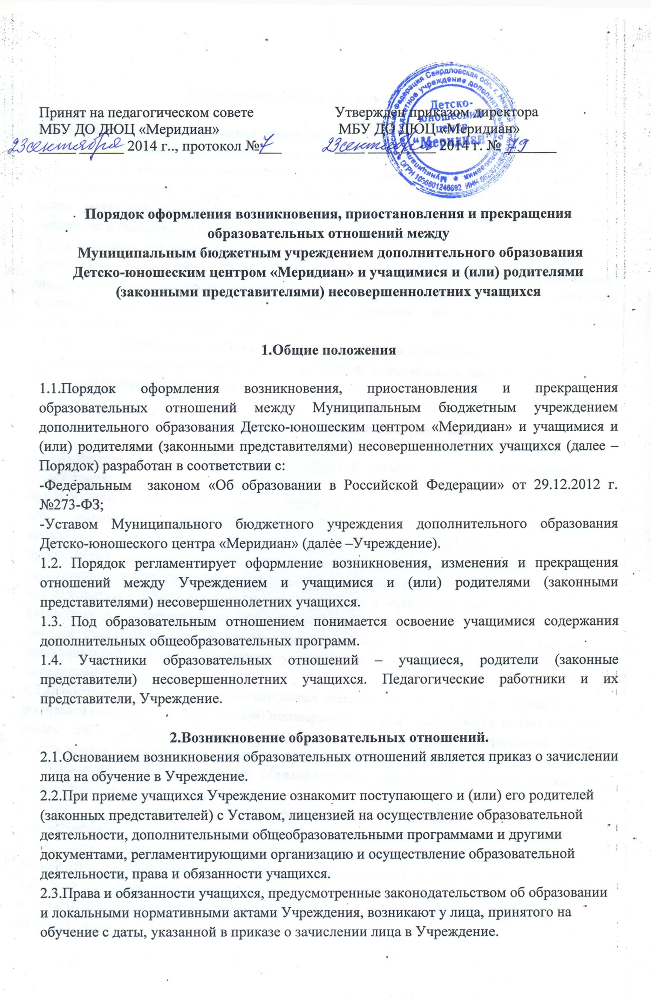 Принят на педагогическом совете
МБУ ДО ДЮЦ «Меридиан»
23 сентября 2014 г.., протокол № 7
Утвержден приказом директора
МБУ ДО ДЮЦ «Меридиан»
23 сентября 2014 г. № 79
Российская Федерация Свердловская обл. г. Нижний
Муниципальное бюджетное учреждение дополнительного образования
Детско-
юношеский
центр
“Меридиан”
ОГРН 1036601246692 ИНН
Порядок оформления возникновения, приостановления и прекращения
образовательных отношений между
Муниципальным бюджетным учреждением дополнительного образования
Детско-юношеским центром «Меридиан» и учащимися и (или) родителями
(законными представителями) несовершеннолетних учащихся
1.Общие положения
1.1.Порядок оформления возникновения, приостановления и прекращения
образовательных отношений между Муниципальным бюджетным учреждением
дополнительного образования Детско-юношеским центром «Меридиан» и учащимися и
(или) родителями (законными представителями) несовершеннолетних учащихся (далее –
Порядок) разработан в соответствии с:
-Федеральным законом «Об образовании в Российской Федерации» от 29.12.2012 г.
№273-ФЗ;
-Уставом Муниципального бюджетного учреждения дополнительного образования
Детско-юношеского центра «Меридиан» (далее –Учреждение).
1.2. Порядок регламентирует оформление возникновения, изменения и прекращения
отношений между Учреждением и учащимися и (или) родителями (законными
представителями) несовершеннолетних учащихся.
1.3. Под образовательным отношением понимается освоение учащимися содержания
дополнительных общеобразовательных программ.
1.4. Участники образовательных отношений – учащиеся, родители (законные
представители) несовершеннолетних учащихся. Педагогические работники и их
представители, Учреждение.
2.Возникновение образовательных отношений.
2.1.Основанием возникновения образовательных отношений является приказ о зачислении
лица на обучение в Учреждение.
2.2.При приеме учащихся Учреждение ознакомит поступающего и (или) его родителей
(законных представителей) с Уставом, лицензией на осуществление образовательной
деятельности, дополнительными общеобразовательными программами и другими
документами, регламентирующими организацию и осуществление образовательной
деятельности, права и обязанности учащихся.
2.3.Права и обязанности учащихся, предусмотренные законодательством об образовании
и локальными нормативными актами Учреждения, возникают у лица, принятого на
обучение с даты, указанной в приказе о зачислении лица в Учреждение.